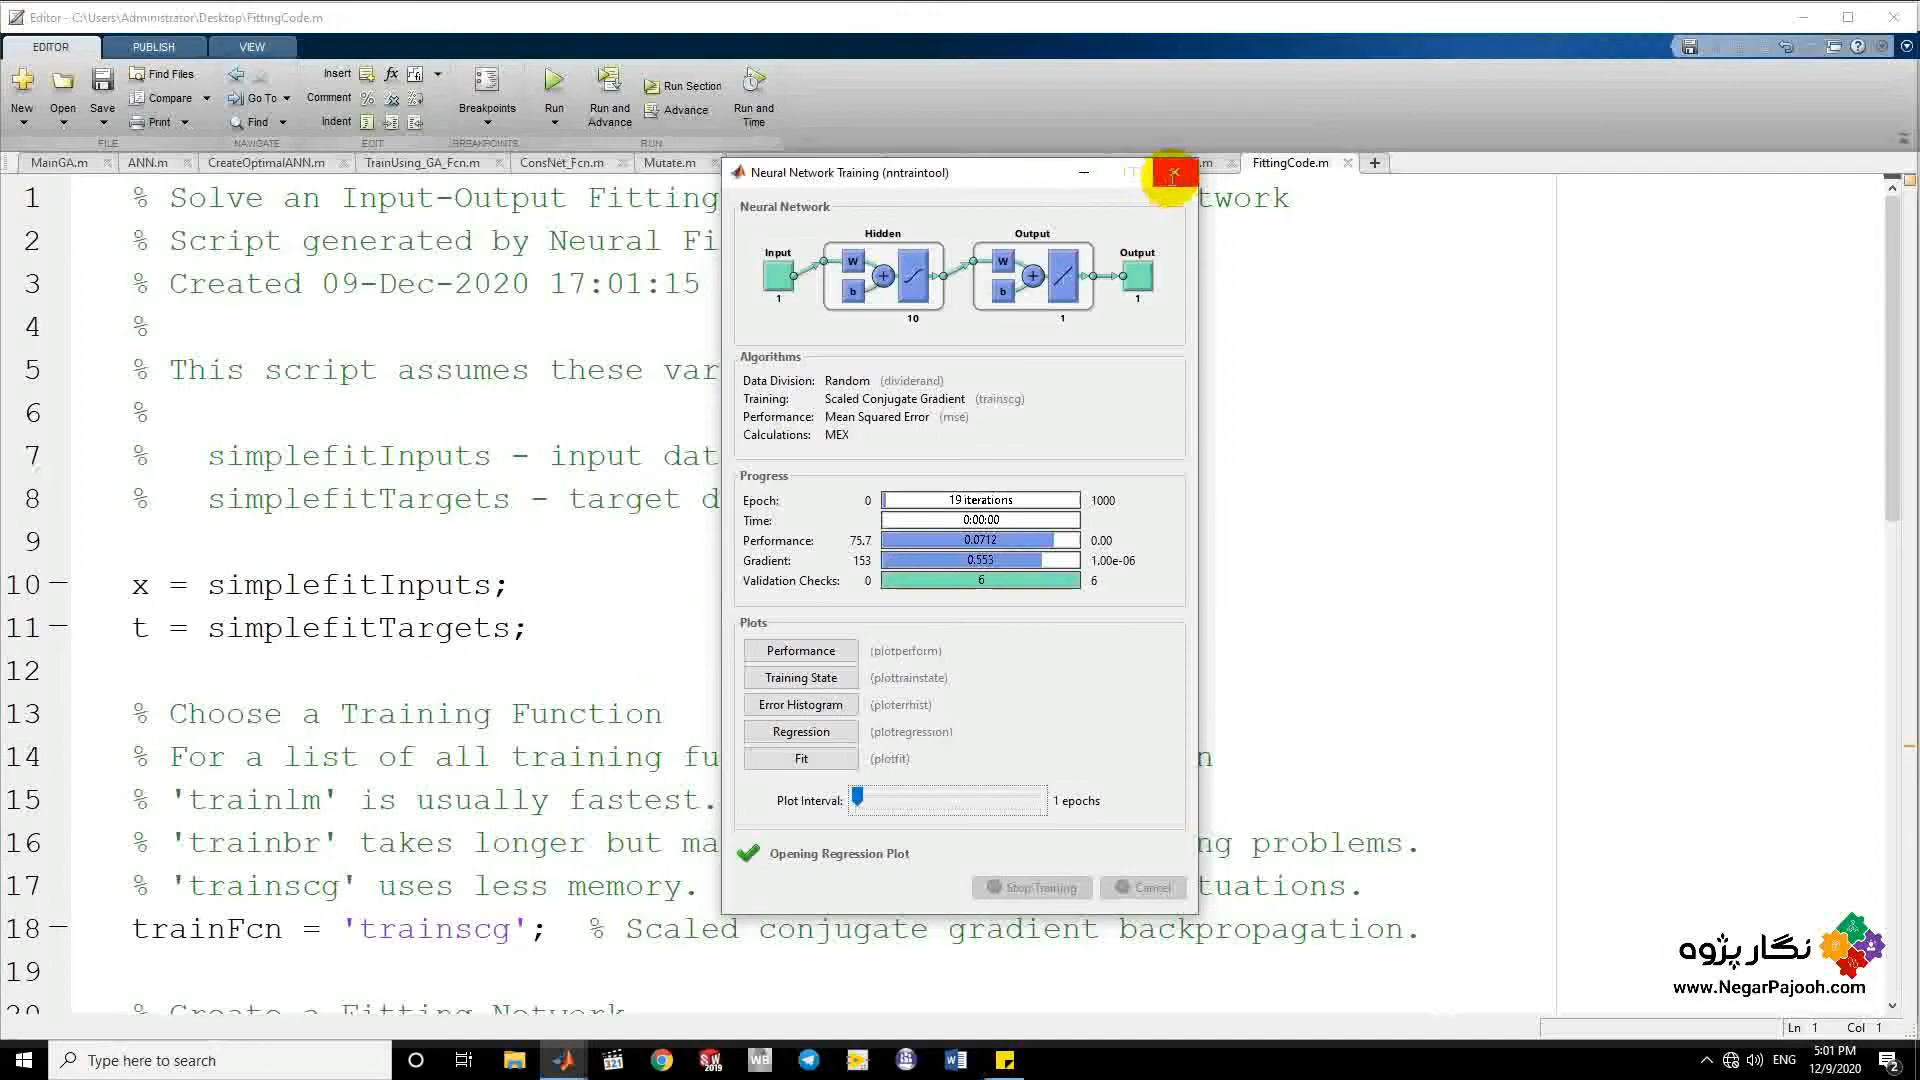 Editor - C:\Users\Administrator\Desktop\FittingCode.m
EDITOR PUBLISH VIEW
New Open Save Find Files Compare Print
Go To Find
Insert fx
Comment
Indent
Breakpoints Run Run and Advance Run Section Advance Run and Time
FILE NAVIGATE EDIT BREAKPOINTS RUN
MainGA.m ANN.m CreateOptimalANN.m TrainUsing_GA_Fcn.m ConsNet_Fcn.m Mutate.m FittingCode.m
1 % Solve an Input-Output Fitting twork
2 % Script generated by Neural Fi
3 % Created 09-Dec-2020 17:01:15
4 %
5 % This script assumes these var
6 %
7 % simplefitInputs - input dat
8 % simplefitTargets - target d
9
10 x = simplefitInputs;
11 t = simplefitTargets;
12
13 % Choose a Training Function
14 % For a list of all training fu n
15 % 'trainlm' is usually fastest.
16 % 'trainbr' takes longer but ma ng problems.
17 % 'trainscg' uses less memory. tuations.
18 trainFcn = 'trainscg'; % Scaled conjugate gradient backpropagation.
19
20 % Create a Fitting Network
Neural Network Training (nntraintool)
Neural Network
Hidden Output
Input W b + W b + Output
1 10 1 1
Algorithms
Data Division: Random (dividerand)
Training: Scaled Conjugate Gradient (trainscg)
Performance: Mean Squared Error (mse)
Calculations: MEX
Progress
Epoch: 0 19 iterations 1000
Time: 0:00:00
Performance: 75.7 0.0712 0.00
Gradient: 153 0.553 1.00e-06
Validation Checks: 0 6 6
Plots
Performance (plotperform)
Training State (plottrainstate)
Error Histogram (ploterrhist)
Regression (plotregression)
Fit (plotfit)
Plot Interval: 1 epochs
Opening Regression Plot
Stop Training Cancel
نگار پژوه
www.NegarPajooh.com
Ln 1 Col 1
Type here to search
ENG
5:01 PM
12/9/2020